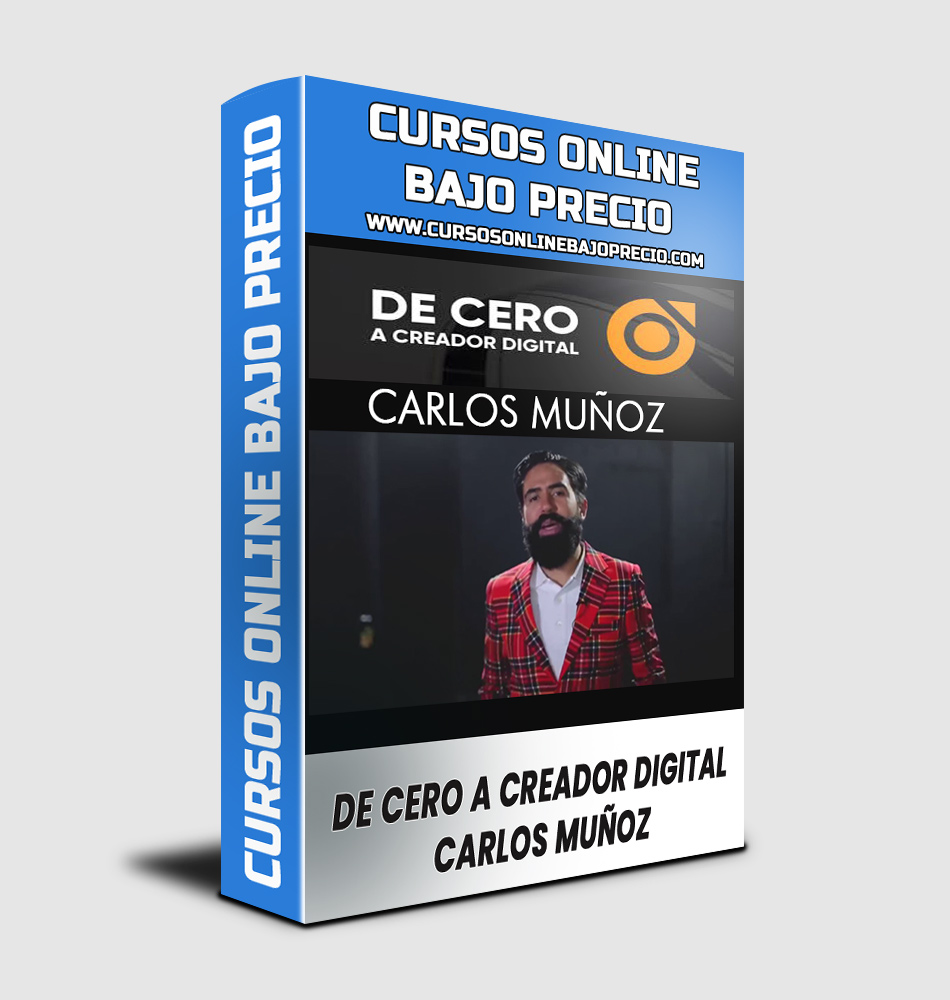 CURSOS ONLINE BAJO PRECIO
CURSOS ONLINE
BAJO PRECIO
WWW.CURSOSONLINEBAJOPRECIO.COM
DE CERO
A CREADOR DIGITAL
CARLOS MUÑOZ
DE CERO A CREADOR DIGITAL
CARLOS MUÑOZ